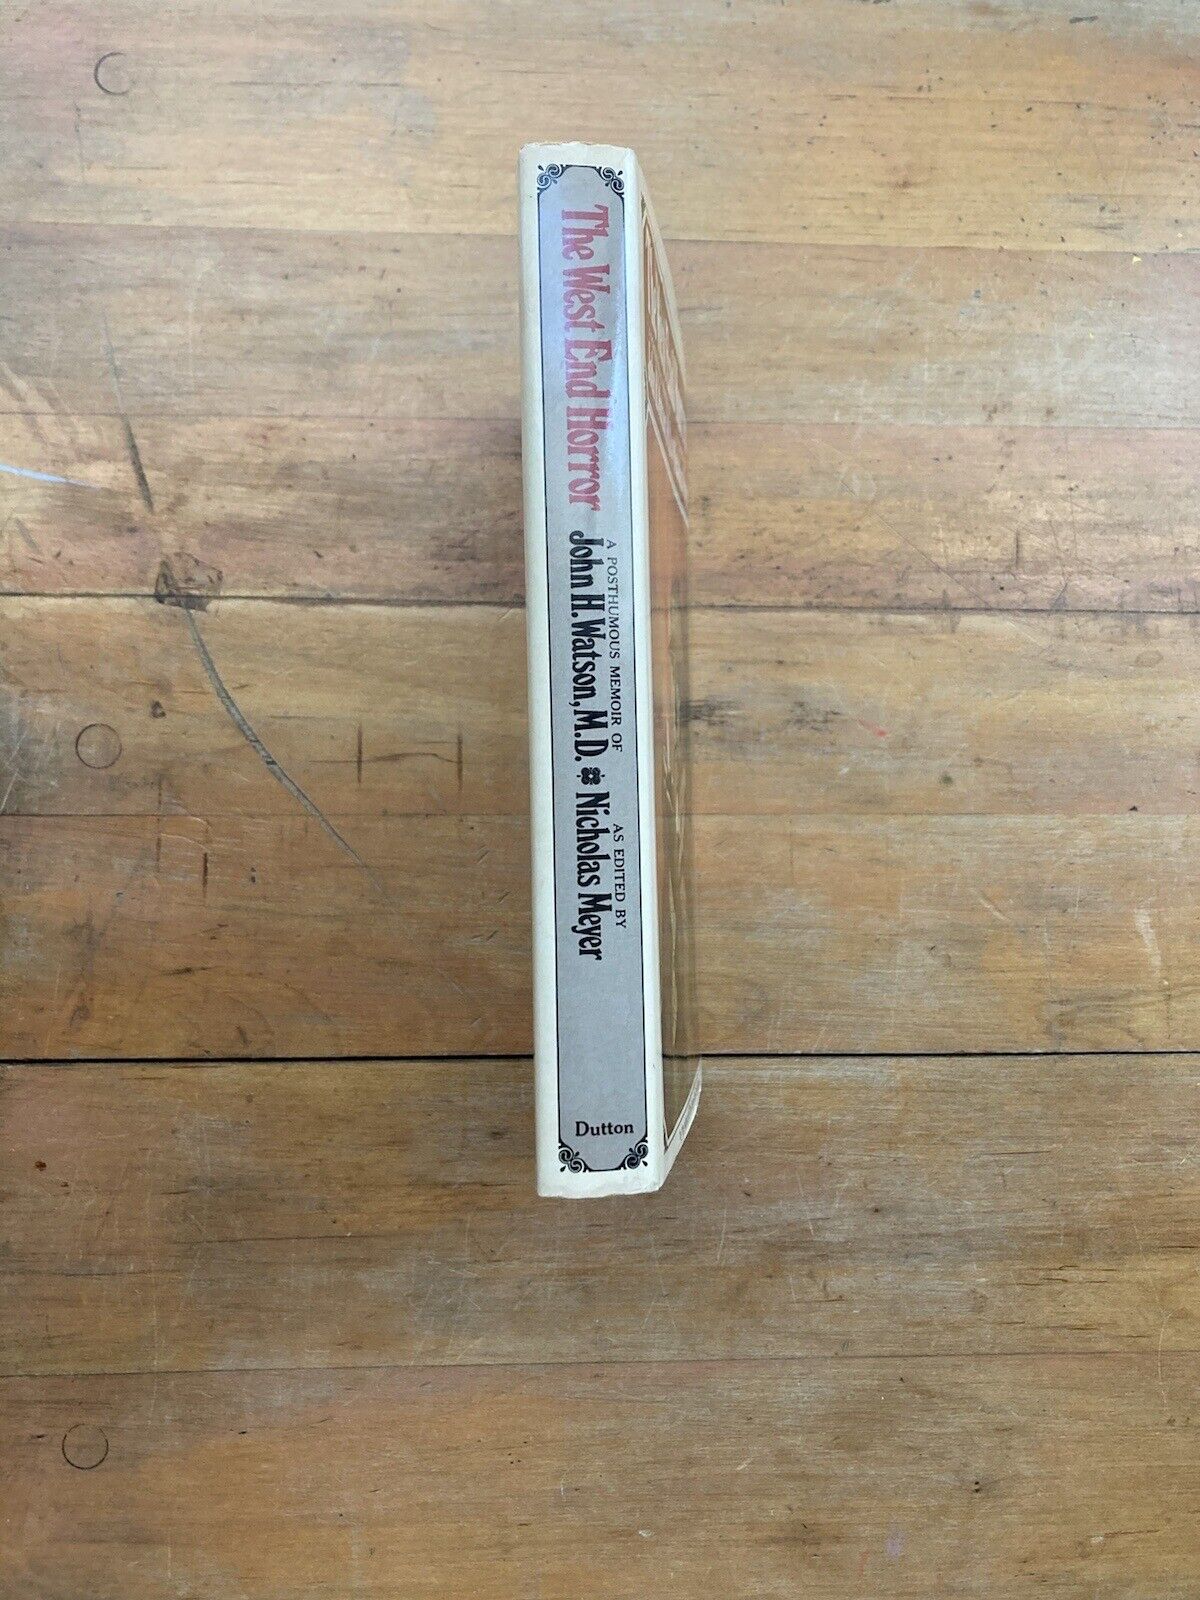 The West End Horror
A POSTHUMOUS MEMOIR OF
John H. Watson, M.D.
AS EDITED BY
Nicholas Meyer
Dutton